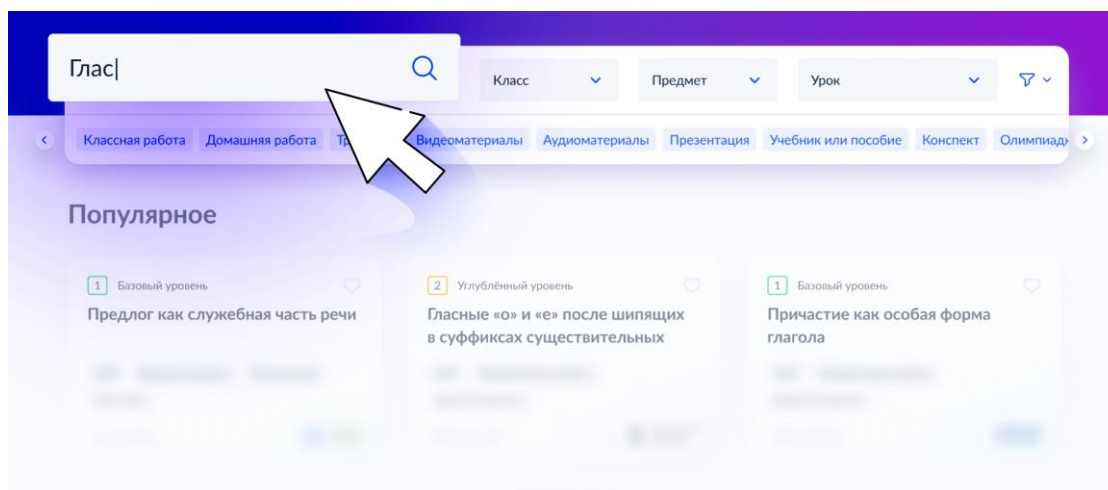 Глас
Класс
Предмет
Урок
Классная работа Домашняя работа Видеоматериалы Аудиоматериалы Презентация Учебник или пособие Конспект
Популярное
1 Базовый уровень
Предлог как служебная часть речи
2 Углублённый уровень
Гласные «о» и «е» после шипящих
в суффиксах существительных
1 Базовый уровень
Причастие как особая форма
глагола